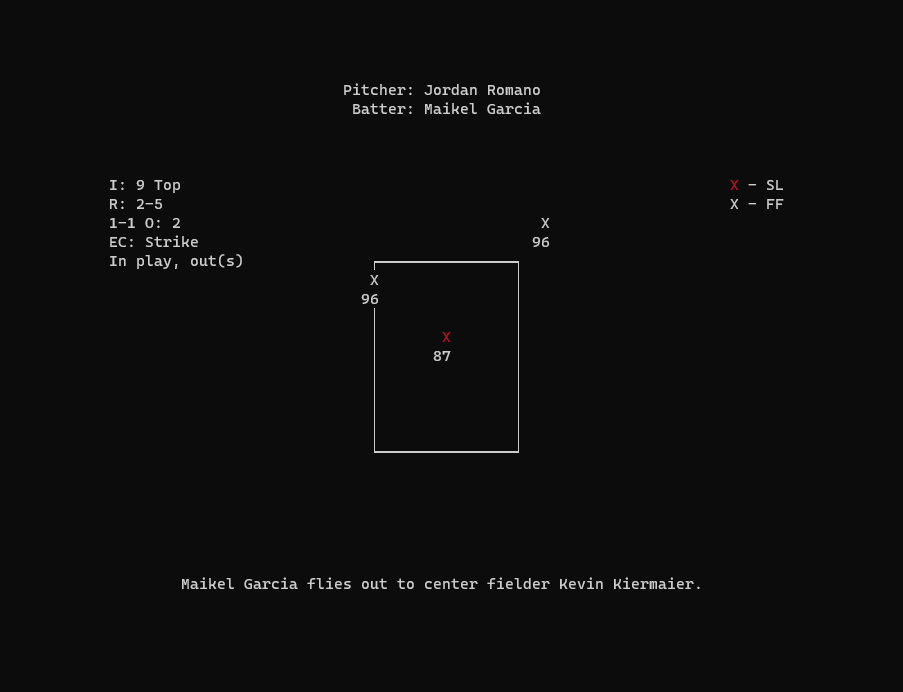 Pitcher: Jordan Romano
Batter: Maikel Garcia
I: 9 Top
R: 2-5
1-1 O: 2
EC: Strike
In play, out(s)
X - SL
X - FF
X
96
X
96
X
87
Maikel Garcia flies out to center fielder Kevin Kiermaier.